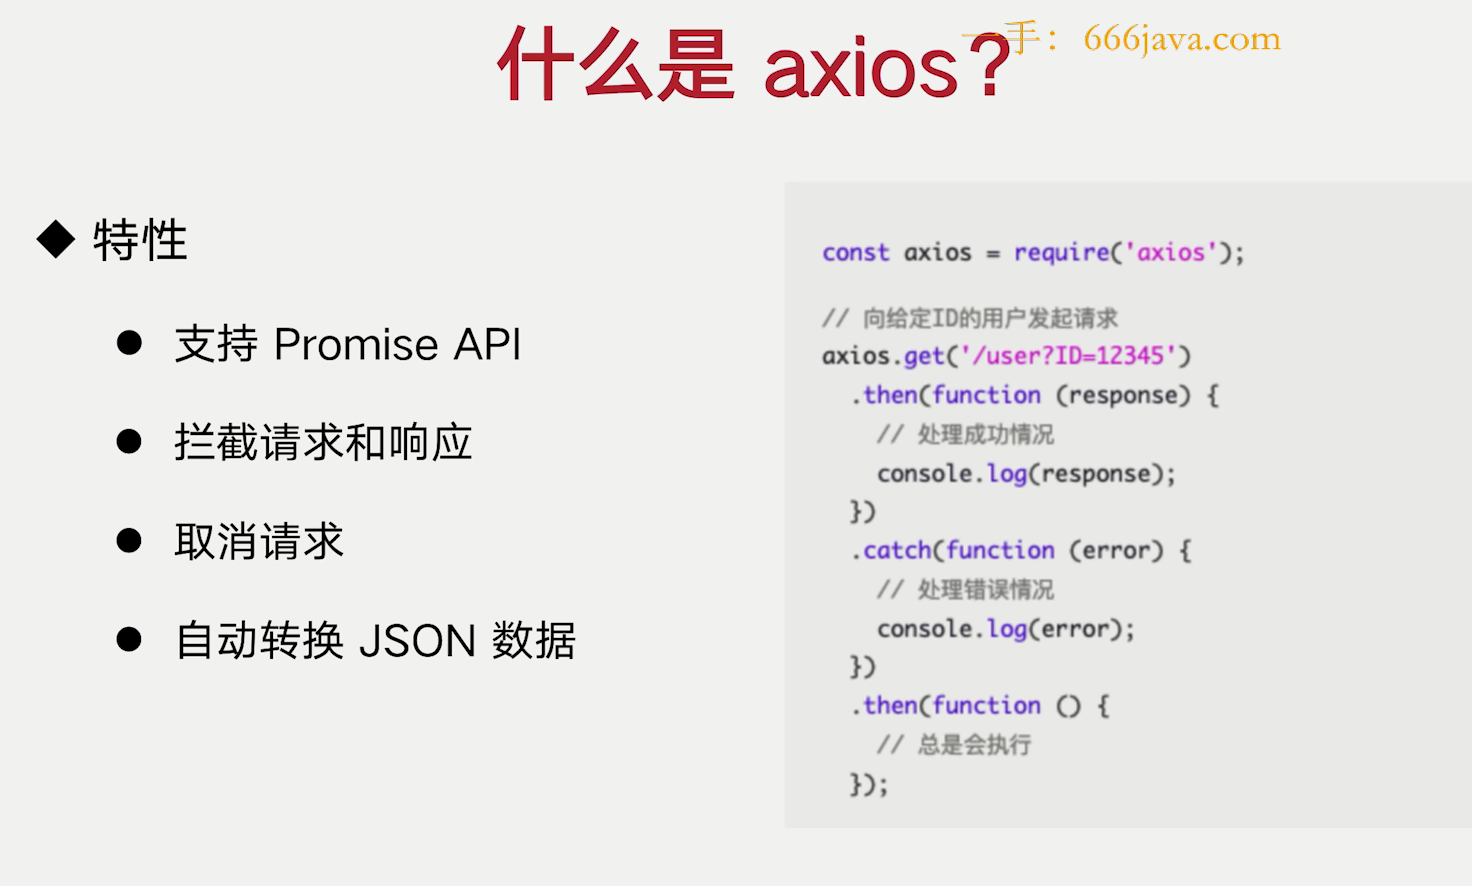 什么是 axios？
一手： 666java.com
◆ 特性
● 支持 Promise API
● 拦截请求和响应
● 取消请求
● 自动转换 JSON 数据
const axios = require('axios');
// 向给定ID的用户发起请求
axios.get('/user?ID=12345')
.then(function (response) {
// 处理成功情况
console.log(response);
})
.catch(function (error) {
// 处理错误情况
console.log(error);
})
.then(function () {
// 总是会执行
});